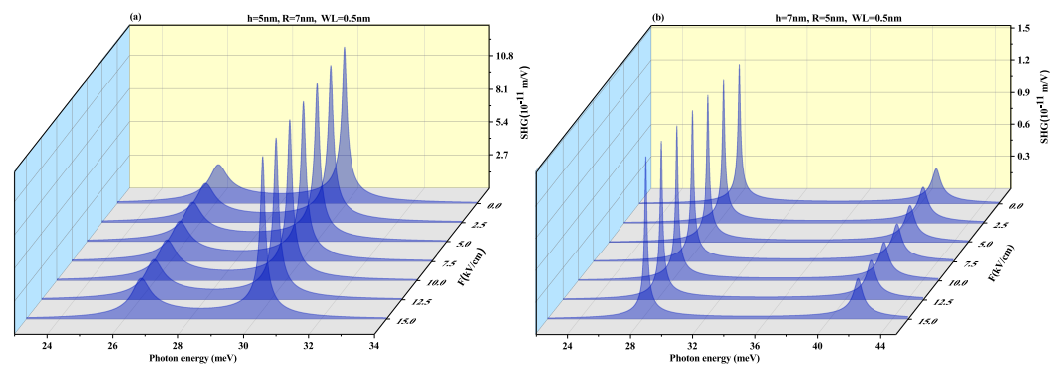 (a)
h=5nm, R=7nm, WL=0.5nm
10.8
8.1
5.4
2.7
SHG(10⁻¹¹ m/V)
0.0
2.5
5.0
7.5
10.0
12.5
15.0
F(kV/cm)
24 26 28 30 32 34
Photon energy (meV)
(b)
h=7nm, R=5nm, WL=0.5nm
1.5
1.2
0.9
0.6
0.3
SHG(10⁻¹¹ m/V)
0.0
2.5
5.0
7.5
10.0
12.5
15.0
F(kV/cm)
24 28 32 36 40 44
Photon energy (meV)